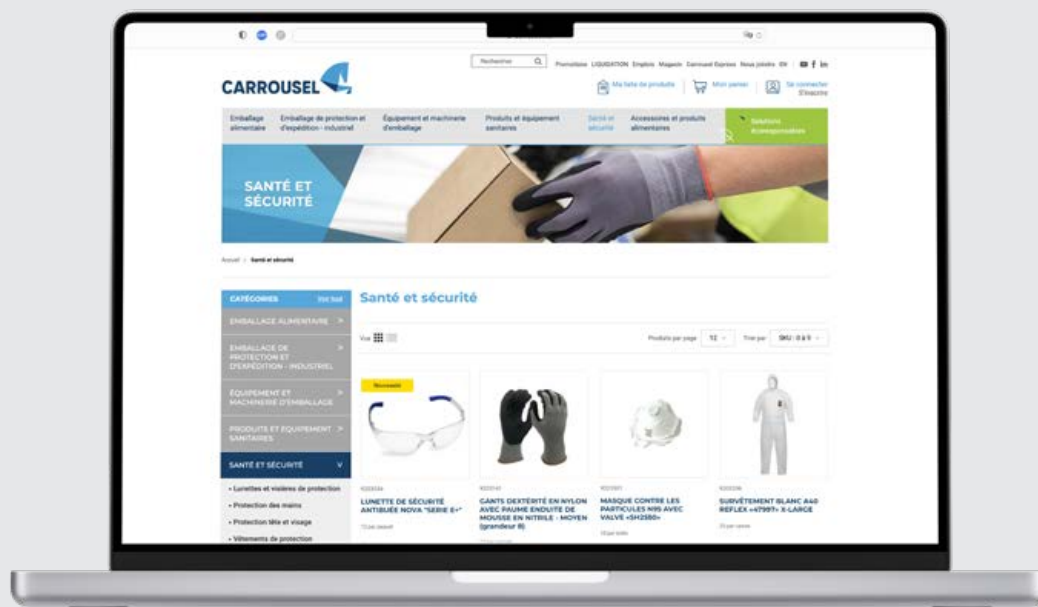 Rechercher
Promotions LIQUIDATION Emplois Magasin Carrousel Express Nous joindre EN
CARROUSEL
Ma liste de produits
Mon panier
Se connecter
S'inscrire
Emballage alimentaire
Emballage de protection et d'expédition - industriel
Équipement et machinerie d'emballage
Produits et équipement sanitaires
Santé et sécurité
Accessoires et produits alimentaires
Solutions écoresponsables
SANTÉ ET
SÉCURITÉ
Accueil > Santé et sécurité
CATÉGORIES Voir tout
EMBALLAGE ALIMENTAIRE >
EMBALLAGE DE >
PROTECTION ET
D'EXPÉDITION - INDUSTRIEL
ÉQUIPEMENT ET >
MACHINERIE D'EMBALLAGE
PRODUITS ET ÉQUIPEMENT >
SANITAIRES
SANTÉ ET SÉCURITÉ V
• Lunettes et visières de protection
• Protection des mains
• Protection tête et visage
• Vêtements de protection
Santé et sécurité
Vue
Produits par page 12
Trier par SKU : 0 à 9
Nouveauté
LUNETTE DE SÉCURITÉ
ANTIBUÉE NOVA "SERIE E+"
GANTS DEXTÉRITÉ EN NYLON
AVEC PAUME ENDUITE DE
MOUSSE EN NITRILE - MOYEN
(grandeur 8)
MASQUE CONTRE LES
PARTICULES N95 AVEC
VALVE «SH2550»
SURVÊTEMENT BLANC A40
REFLEX «47997» X-LARGE